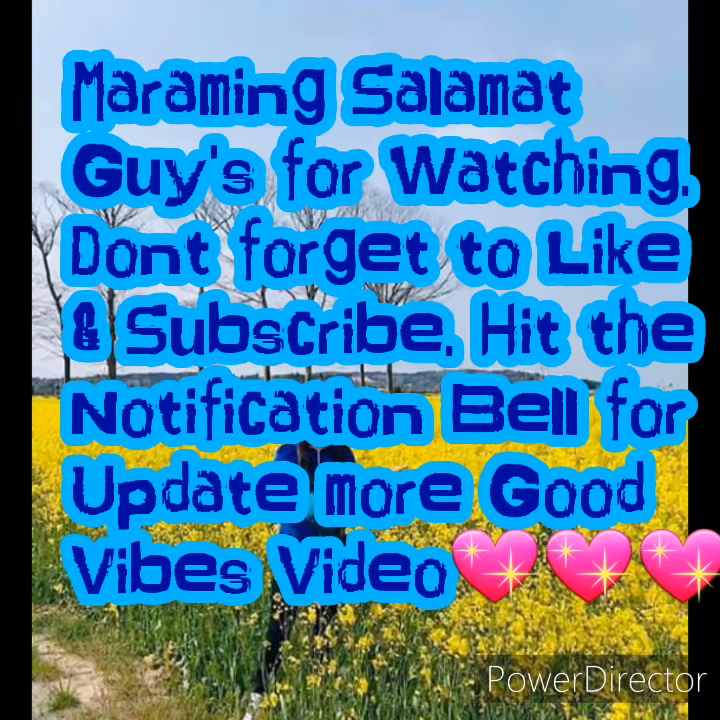 Maraming Salamat
Guy's for Watching.
Dont forget to Like
& Subscribe, Hit the
Notification Bell for
Update more Good
Vibes Video💖💖💖
PowerDirector